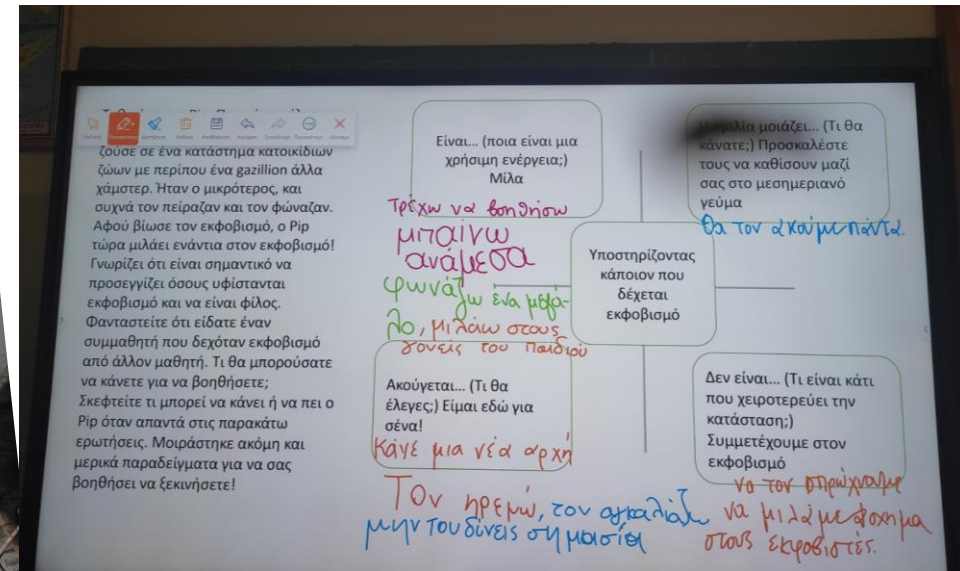 ζούσε σε ένα κατάστημα κατοικίδιων
ζώων με περίπου ένα gazillion άλλα
χάμστερ. Ήταν ο μικρότερος, και
συχνά τον πείραζαν και τον φώναζαν.
Αφού βίωσε τον εκφοβισμό, ο Pip
τώρα μιλάει ενάντια στον εκφοβισμό!
Γνωρίζει ότι είναι σημαντικό να
προσεγγίζει όσους υφίστανται
εκφοβισμό και να είναι φίλος.
Φανταστείτε ότι είδατε έναν
συμμαθητή που δεχόταν εκφοβισμό
από άλλον μαθητή. Τι θα μπορούσατε
να κάνετε για να βοηθήσετε;
Σκεφτείτε τι μπορεί να κάνει ή να πει ο
Pip όταν απαντά στις παρακάτω
ερωτήσεις. Μοιράστηκε ακόμη και
μερικά παραδείγματα για να σας
βοηθήσει να ξεκινήσετε!
Είναι... (ποια είναι μια
χρήσιμη ενέργεια;)
Μίλα
Τρέχω να βοηθήσω
μπαίνω
ανάμεσα
φωνάζω ένα μεγά-
λο, μιλάω στους
γονείς του παιδιού
μοιάζει... (Τι θα
κάνατε;) Προσκαλέστε
τους να καθίσουν μαζί
σας στο μεσημεριανό
γεύμα
θα τον ακούμε πάντα.
Υποστηρίζοντας
κάποιον που
δέχεται
εκφοβισμό
Ακούγεται... (Τι θα
έλεγες;) Είμαι εδώ για
σένα!
Κάνε μια νέα αρχή
Τον ηρεμώ, τον αγκαλιάζω
μην του δίνεις σημασία
Δεν είναι... (Τι είναι κάτι
που χειροτερεύει την
κατάσταση;)
Συμμετέχουμε στον
εκφοβισμό
να τον σπρώχναμε
να μιλάμε άσχημα
στους εκφοβιστές.